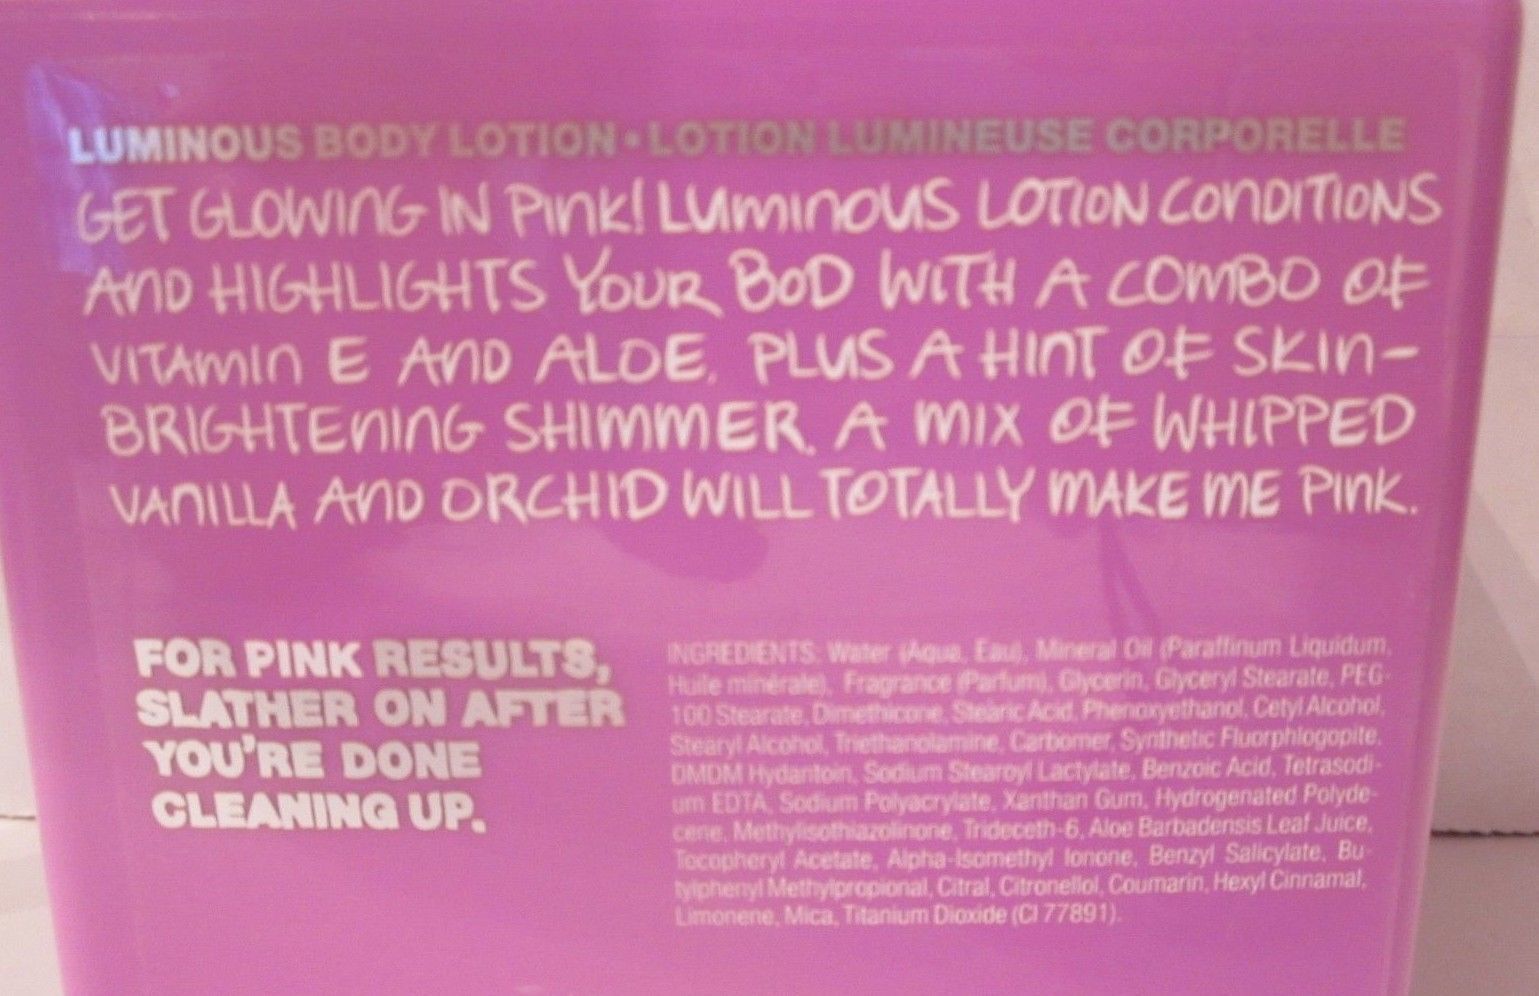 LUMINOUS BODY LOTION • LOTION LUMINEUSE CORPORELLE
GET GLOWING IN PINK! LUMINOUS LOTION CONDITIONS
AND HIGHLIGHTS YOUR BOD WITH A COMBO OF
VITAMIN E AND ALOE. PLUS A HINT OF SKIN-
BRIGHTENING SHIMMER. A MIX OF WHIPPED
VANILLA AND ORCHID WILL TOTALLY MAKE ME PINK.
FOR PINK RESULTS,
SLATHER ON AFTER
YOU'RE DONE
CLEANING UP.
INGREDIENTS: Water (Aqua, Eau), Mineral Oil (Paraffinum Liquidum,
Huile minérale), Fragrance (Parfum), Glycerin, Glyceryl Stearate, PEG-
100 Stearate, Dimethicone, Stearic Acid, Phenoxyethanol, Cetyl Alcohol,
Stearyl Alcohol, Triethanolamine, Carbomer, Synthetic Fluorphlogopite,
DMDM Hydantoin, Sodium Stearoyl Lactylate, Benzoic Acid, Tetrasodi-
um EDTA, Sodium Polyacrylate, Xanthan Gum, Hydrogenated Polyde-
cene, Methylisothiazolinone, Trideceth-6, Aloe Barbadensis Leaf Juice,
Tocopheryl Acetate, Alpha-Isomethyl Ionone, Benzyl Salicylate, Bu-
tylphenyl Methylpropional, Citral, Citronellol, Coumarin, Hexyl Cinnamal,
Limonene, Mica, Titanium Dioxide (CI 77891).